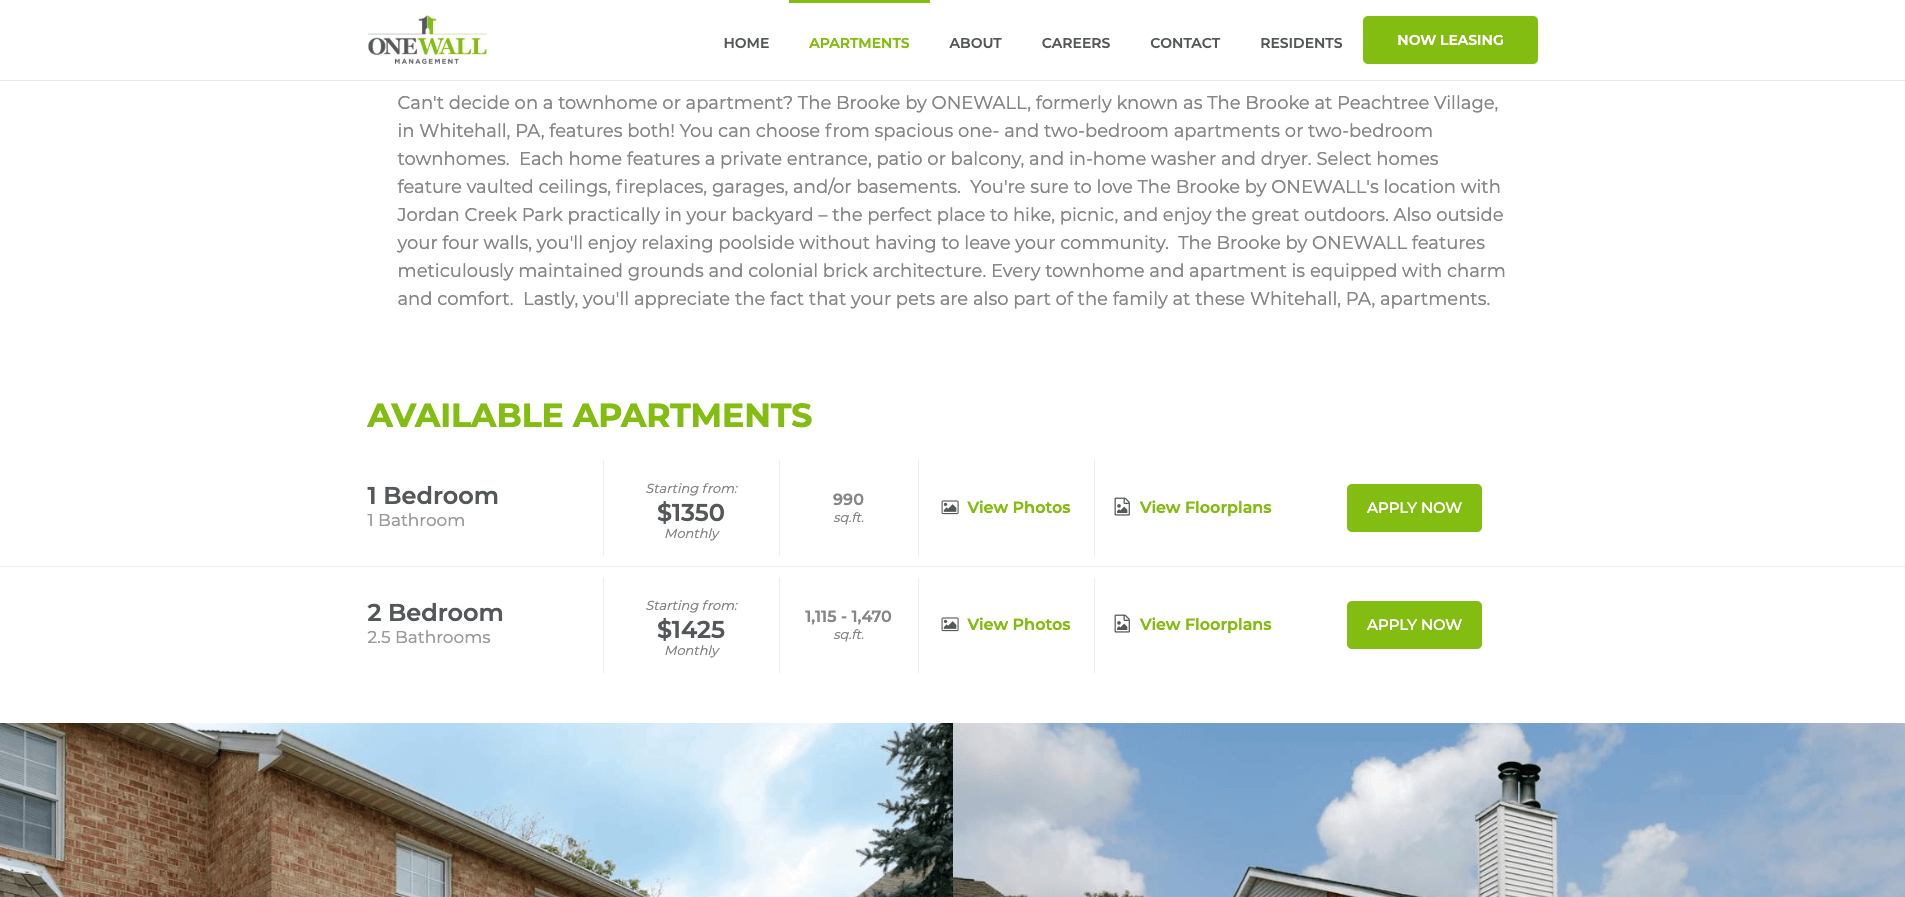 ONEWALL
MANAGEMENT
HOME APARTMENTS ABOUT CAREERS CONTACT RESIDENTS NOW LEASING
Can't decide on a townhome or apartment? The Brooke by ONEWALL, formerly known as The Brooke at Peachtree Village,
in Whitehall, PA, features both! You can choose from spacious one- and two-bedroom apartments or two-bedroom
townhomes.  Each home features a private entrance, patio or balcony, and in-home washer and dryer. Select homes
feature vaulted ceilings, fireplaces, garages, and/or basements.  You're sure to love The Brooke by ONEWALL's location with
Jordan Creek Park practically in your backyard – the perfect place to hike, picnic, and enjoy the great outdoors. Also outside
your four walls, you'll enjoy relaxing poolside without having to leave your community.  The Brooke by ONEWALL features
meticulously maintained grounds and colonial brick architecture. Every townhome and apartment is equipped with charm
and comfort.  Lastly, you'll appreciate the fact that your pets are also part of the family at these Whitehall, PA, apartments.
AVAILABLE APARTMENTS
1 Bedroom
1 Bathroom
Starting from:
$1350
Monthly
990
sq.ft.
View Photos
View Floorplans
APPLY NOW
2 Bedroom
2.5 Bathrooms
Starting from:
$1425
Monthly
1,115 - 1,470
sq.ft.
View Photos
View Floorplans
APPLY NOW